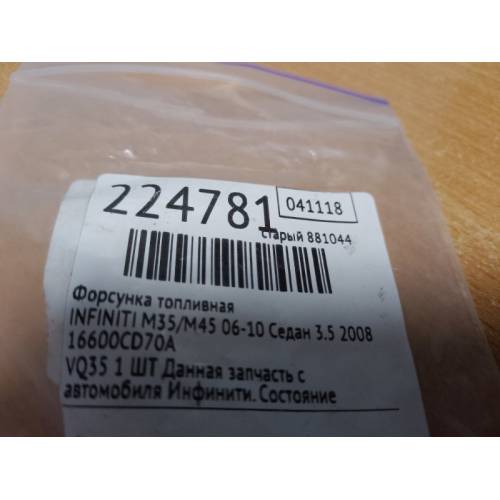 224781
041118
старый 881044
Форсунка топливная
INFINITI M35/M45 06-10 Седан 3.5 2008
16600CD70A
VQ35 1 ШТ Данная запчасть с
автомобиля Инфинити. Состояние